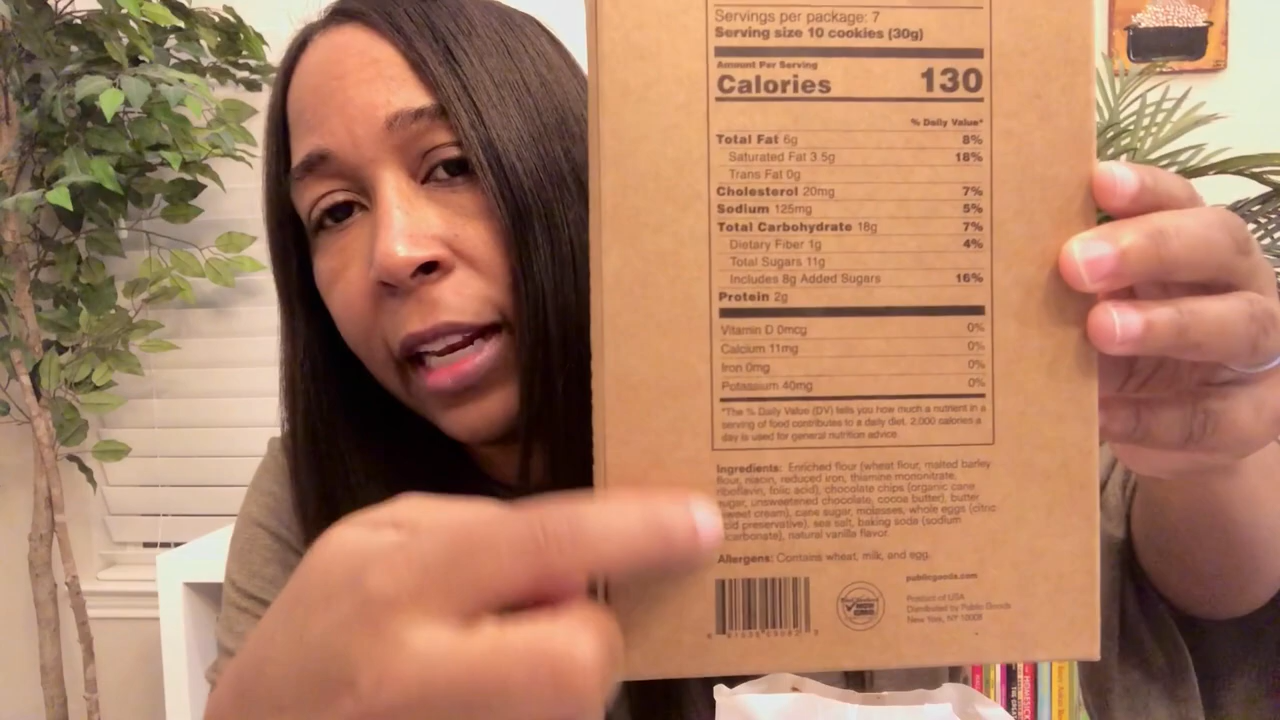 Servings per package: 7
Serving size 10 cookies (30g)
Amount Per Serving
Calories 130
% Daily Value*
Total Fat 6g 8%
Saturated Fat 3.5g 18%
Trans Fat 0g
Cholesterol 20mg 7%
Sodium 125mg 5%
Total Carbohydrate 18g 7%
Dietary Fiber 1g 4%
Total Sugars 11g
Includes 8g Added Sugars 16%
Protein 2g
Vitamin D 0mcg 0%
Calcium 11mg 0%
Iron 0mg 0%
Potassium 40mg 0%
*The % Daily Value (DV) tells you how much a nutrient in a
serving of food contributes to a daily diet. 2,000 calories a
day is used for general nutrition advice.
Ingredients: Enriched flour (wheat flour, malted barley
flour, niacin, reduced iron, thiamine mononitrate,
riboflavin, folic acid), chocolate chips (organic cane
sugar, unsweetened chocolate, cocoa butter), butter
sweet cream), cane sugar, molasses, whole eggs (citric
cid preservative), sea salt, baking soda (sodium
icarbonate), natural vanilla flavor.
Allergens: Contains wheat, milk, and egg.
publicgoods.com
Product of USA
Distributed by Public Goods
New York, NY 10008
NON
GMO